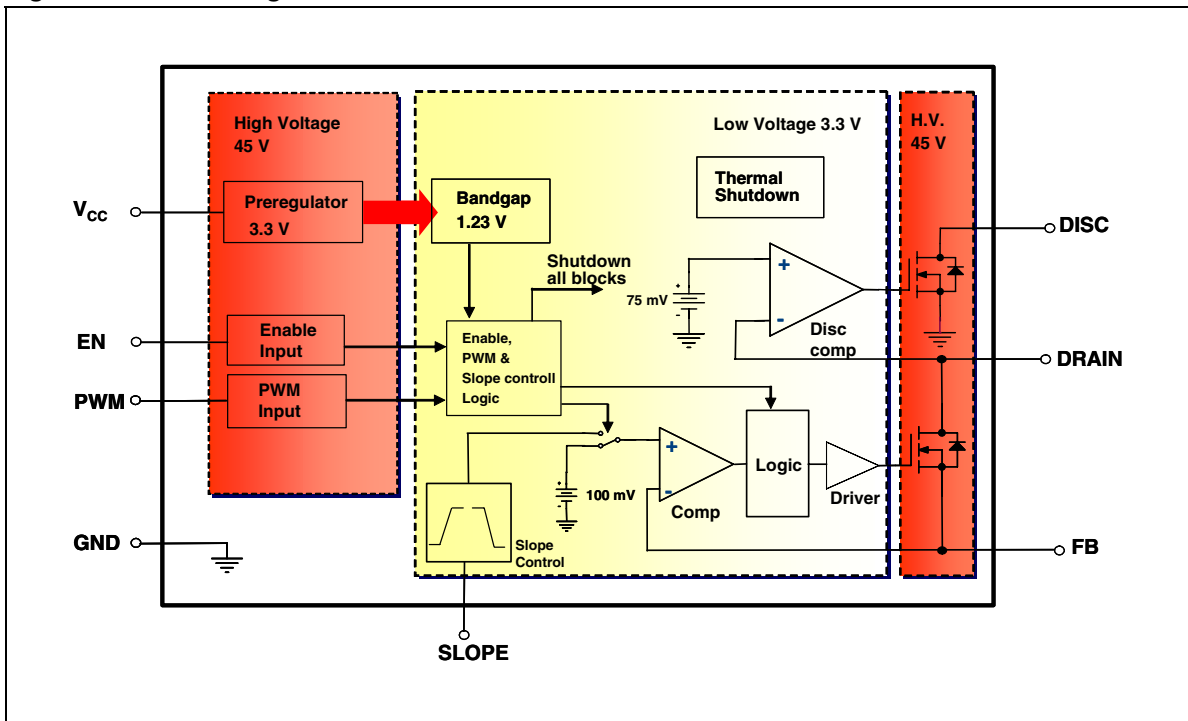 High Voltage
45 V
Low Voltage 3.3 V
H.V.
45 V
Thermal
Shutdown
VCC
Preregulator
3.3 V
Bandgap
1.23 V
DISC
Shutdown
all blocks
+
75 mV
-
+
-
Disc
comp
EN
Enable
Input
Enable,
PWM &
Slope controll
Logic
DRAIN
PWM
PWM
Input
+
100 mV
-
+
-
Comp
Logic
Driver
GND
Slope
Control
FB
SLOPE